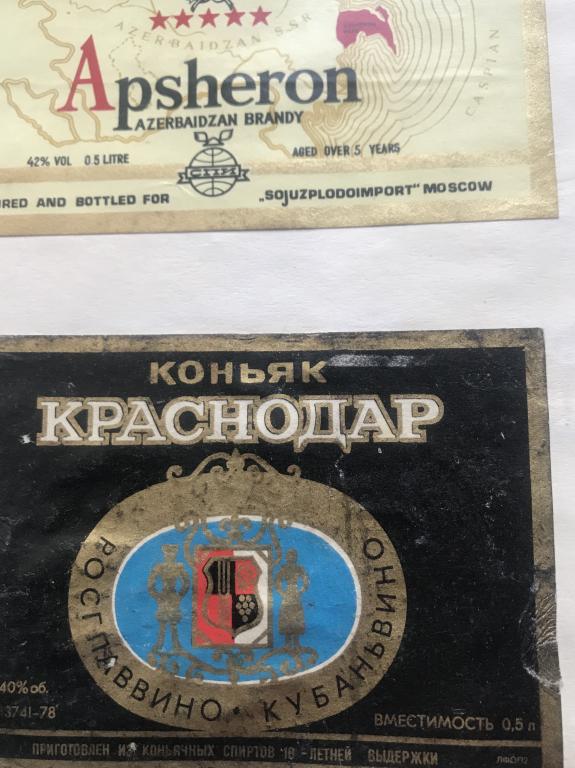 AZERBAIDZAN S.S.R
CASPIAN
Apsheron
AZERBAIDZAN BRANDY
42% VOL 0.5 LITRE
AGED OVER 5 YEARS
RED AND BOTTLED FOR „SOJUZPLODOIMPORT" MOSCOW
КОНЬЯК
КРАСНОДАР
РОСГЛАВВИНО · КУБАНЬВИНО
40% об.
13741-78
ВМЕСТИМОСТЬ 0,5 л
ПРИГОТОВЛЕН ИЗ КОНЬЯЧНЫХ СПИРТОВ 10-ЛЕТНЕЙ ВЫДЕРЖКИ